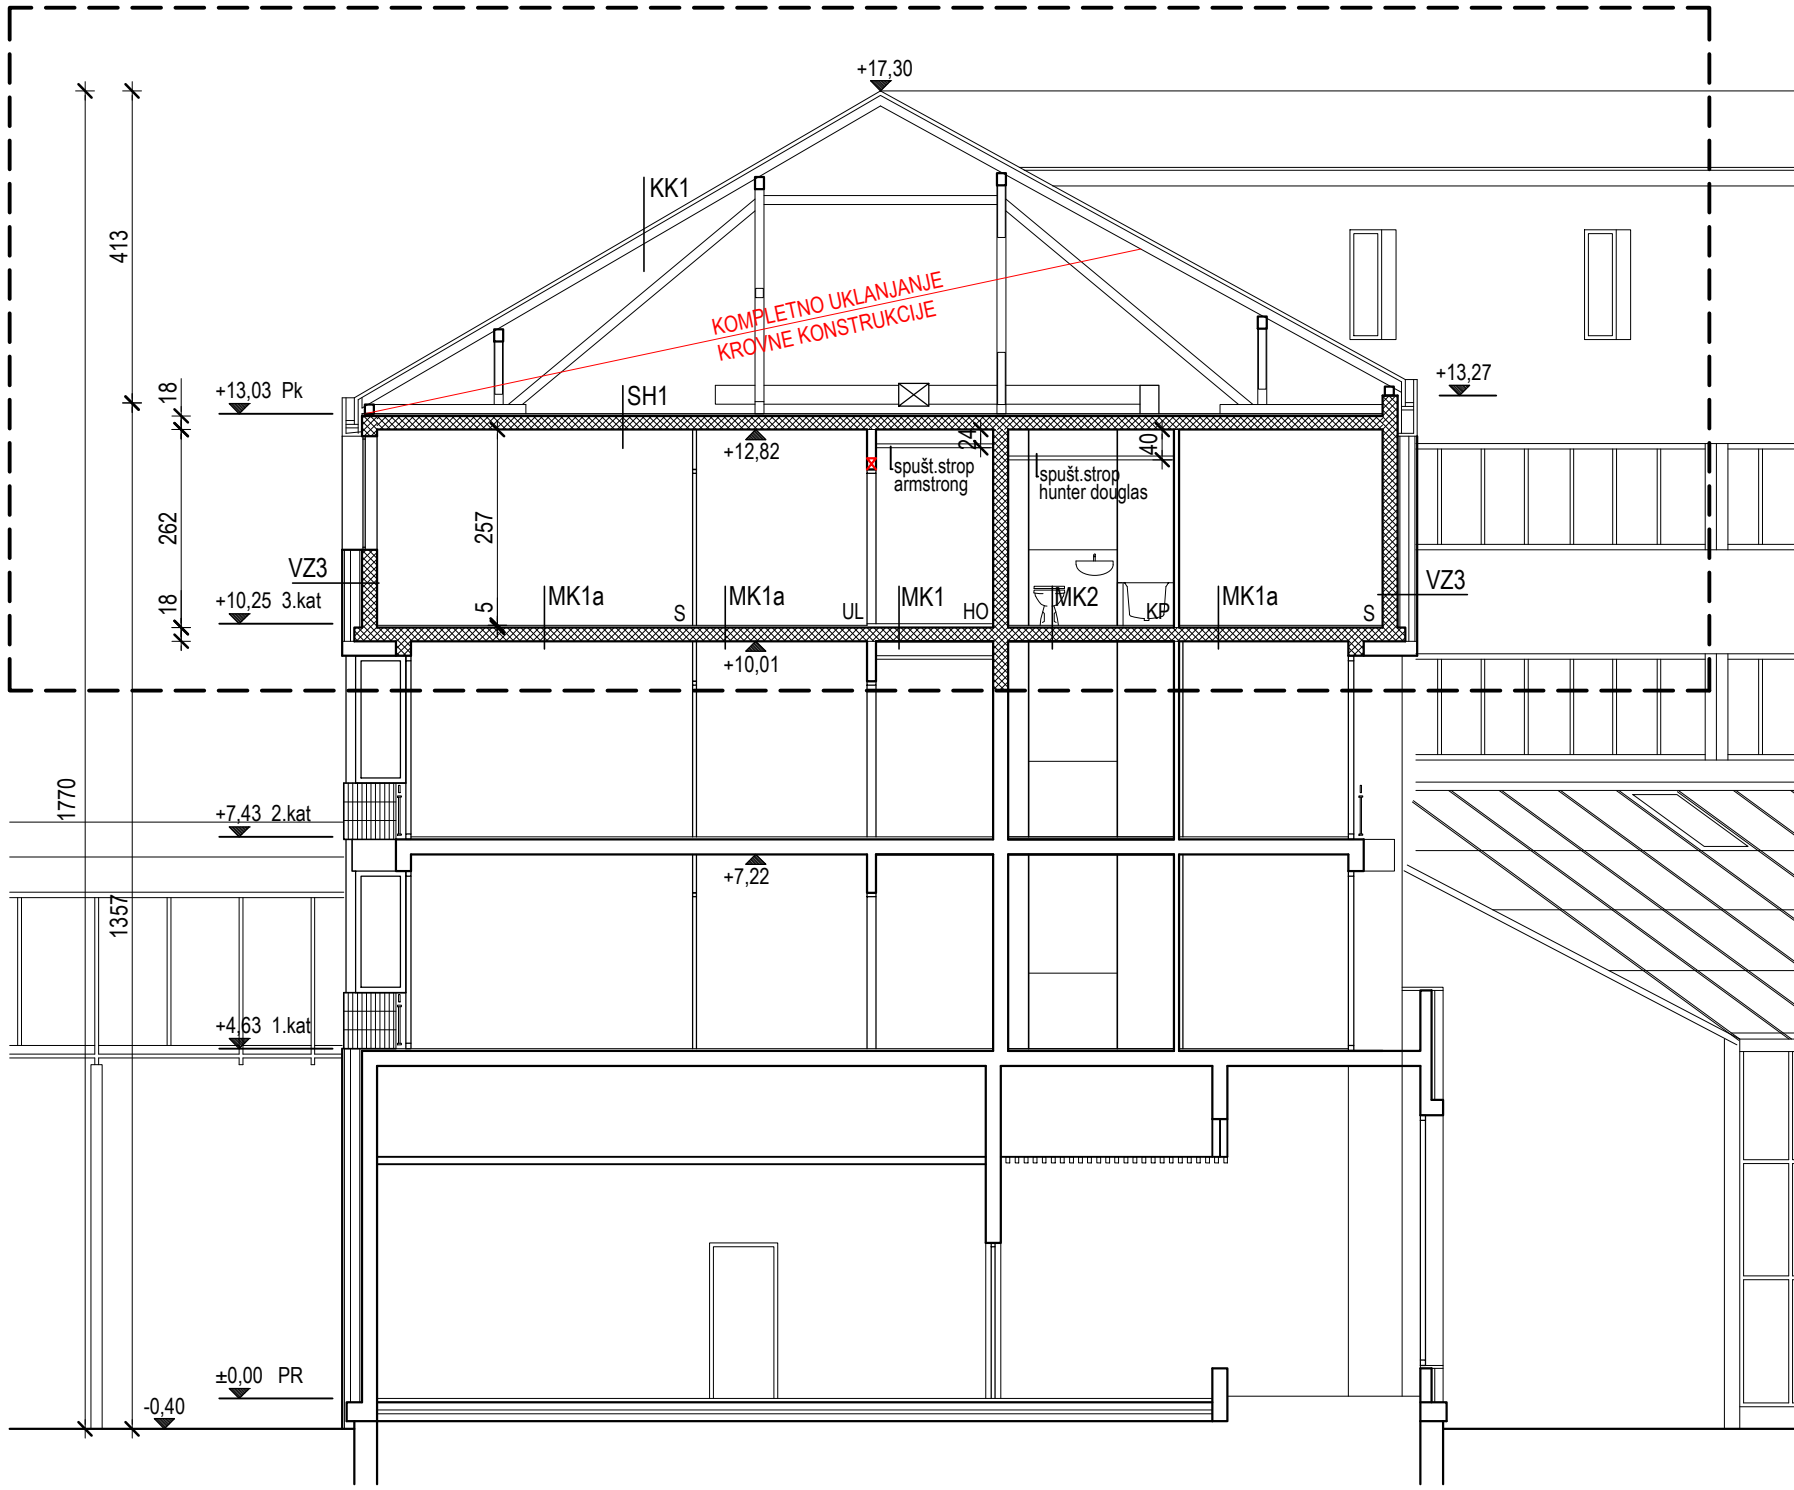 +17,30
KK1
413
KOMPLETNO UKLANJANJE
KROVNE KONSTRUKCIJE
+13,27
18
+13,03 Pk
SH1
+12,82
24
40
spušt.strop
armstrong
spušt.strop
hunter douglas
262
257
VZ3
VZ3
18
+10,25 3.kat
5
MK1a
S
MK1a
UL
MK1
HO
MK2
KP
MK1a
S
+10,01
1770
+7,43 2.kat
+7,22
1357
+4,63 1.kat
±0,00 PR
-0,40